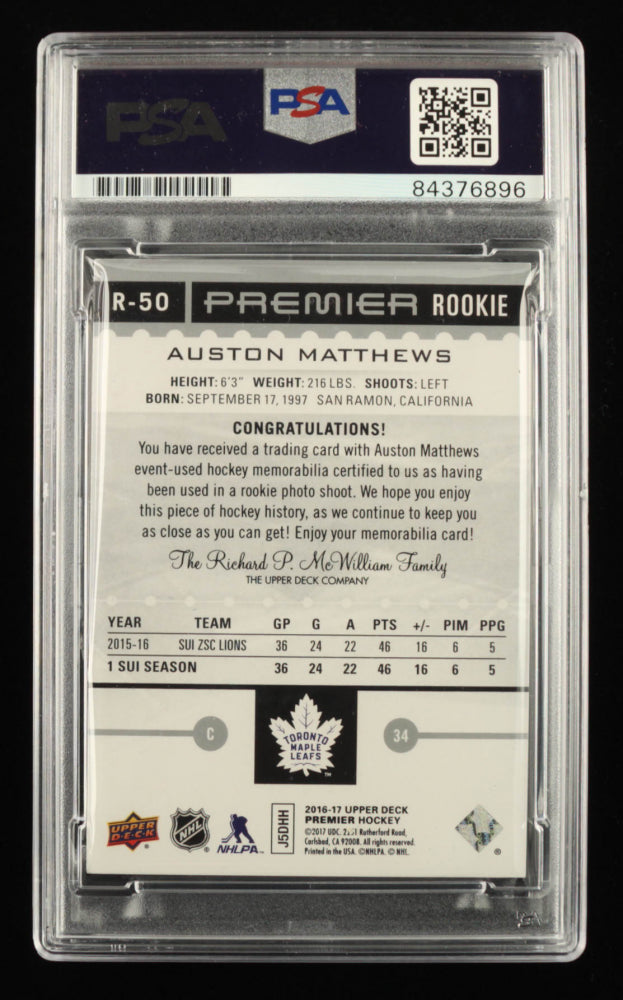 PSA
PSA
84376896
R-50 PREMIER ROOKIE
AUSTON MATTHEWS
HEIGHT: 6'3" WEIGHT: 216 LBS. SHOOTS: LEFT
BORN: SEPTEMBER 17, 1997 SAN RAMON, CALIFORNIA
CONGRATULATIONS!
You have received a trading card with Auston Matthews
event-used hockey memorabilia certified to us as having
been used in a rookie photo shoot. We hope you enjoy
this piece of hockey history, as we continue to keep you
as close as you can get! Enjoy your memorabilia card!
The Richard P. McWilliam Family
THE UPPER DECK COMPANY
YEAR TEAM GP G A PTS +/- PIM PPG
2015-16 SUI ZSC LIONS 36 24 22 46 16 6 5
1 SUI SEASON 36 24 22 46 16 6 5
C
TORONTO
MAPLE
LEAFS
TM
34
UPPER
DECK
NHL
NHLPA
J5DHH
2016-17 UPPER DECK
PREMIER HOCKEY
©2017 UDC. Rutherford Road,
Carlsbad, CA 92008. All rights reserved.
Printed in the USA. ©NHLPA. © NHL.
PSA